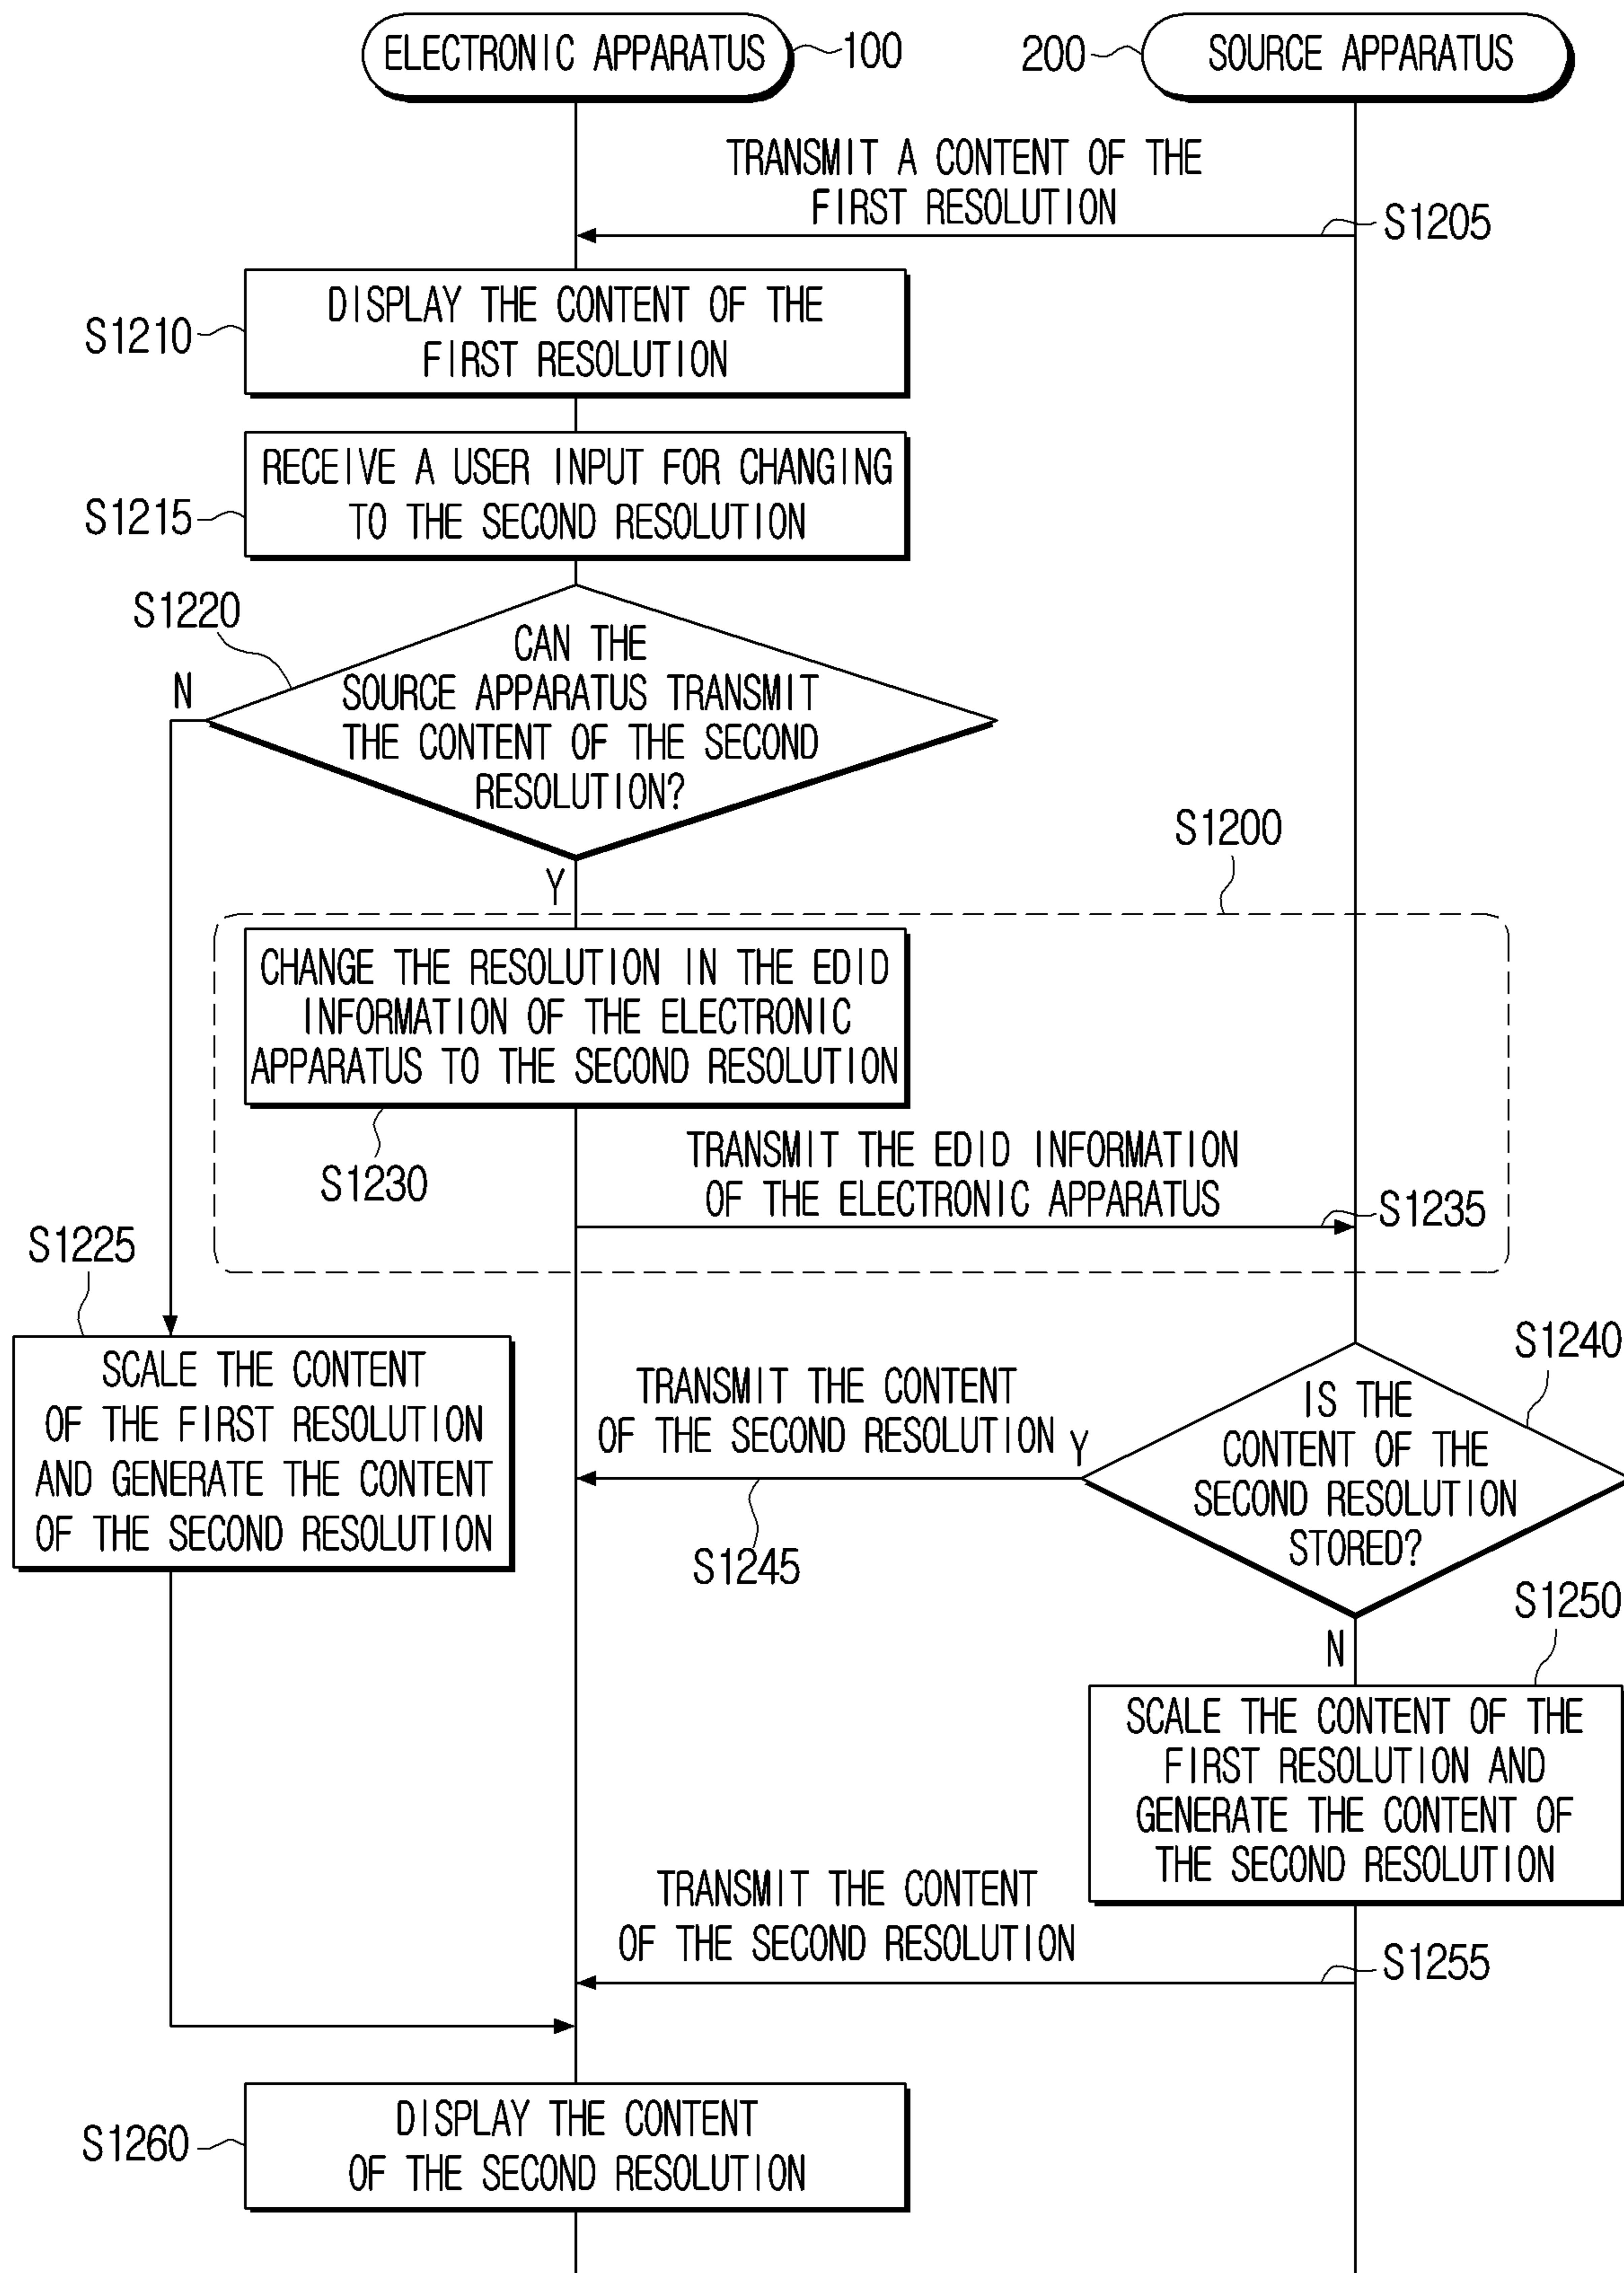 ELECTRONIC APPARATUS
100
200
SOURCE APPARATUS
TRANSMIT A CONTENT OF THE
FIRST RESOLUTION
S1205
DISPLAY THE CONTENT OF THE
FIRST RESOLUTION
S1210
RECEIVE A USER INPUT FOR CHANGING
TO THE SECOND RESOLUTION
S1215
S1220
CAN THE
SOURCE APPARATUS TRANSMIT
THE CONTENT OF THE SECOND
RESOLUTION?
N
Y
S1200
CHANGE THE RESOLUTION IN THE EDID
INFORMATION OF THE ELECTRONIC
APPARATUS TO THE SECOND RESOLUTION
S1230
TRANSMIT THE EDID INFORMATION
OF THE ELECTRONIC APPARATUS
S1235
S1225
SCALE THE CONTENT
OF THE FIRST RESOLUTION
AND GENERATE THE CONTENT
OF THE SECOND RESOLUTION
TRANSMIT THE CONTENT
OF THE SECOND RESOLUTION
Y
S1245
S1240
IS THE
CONTENT OF THE
SECOND RESOLUTION
STORED?
N
S1250
SCALE THE CONTENT OF THE
FIRST RESOLUTION AND
GENERATE THE CONTENT OF
THE SECOND RESOLUTION
TRANSMIT THE CONTENT
OF THE SECOND RESOLUTION
S1255
DISPLAY THE CONTENT
OF THE SECOND RESOLUTION
S1260